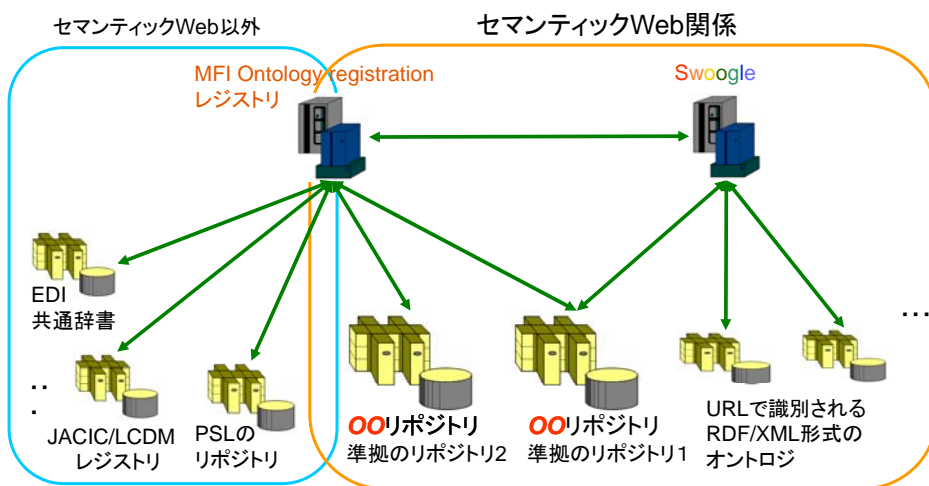 セマンティックWeb以外
セマンティックWeb関係
MFI Ontology registration
レジストリ
Swoogle
EDI
共通辞書
...
JACIC/LCDM
レジストリ
PSLの
リポジトリ
OOリポジトリ
準拠のリポジトリ2
OOリポジトリ
準拠のリポジトリ1
URLで識別される
RDF/XML形式の
オントロジ
...